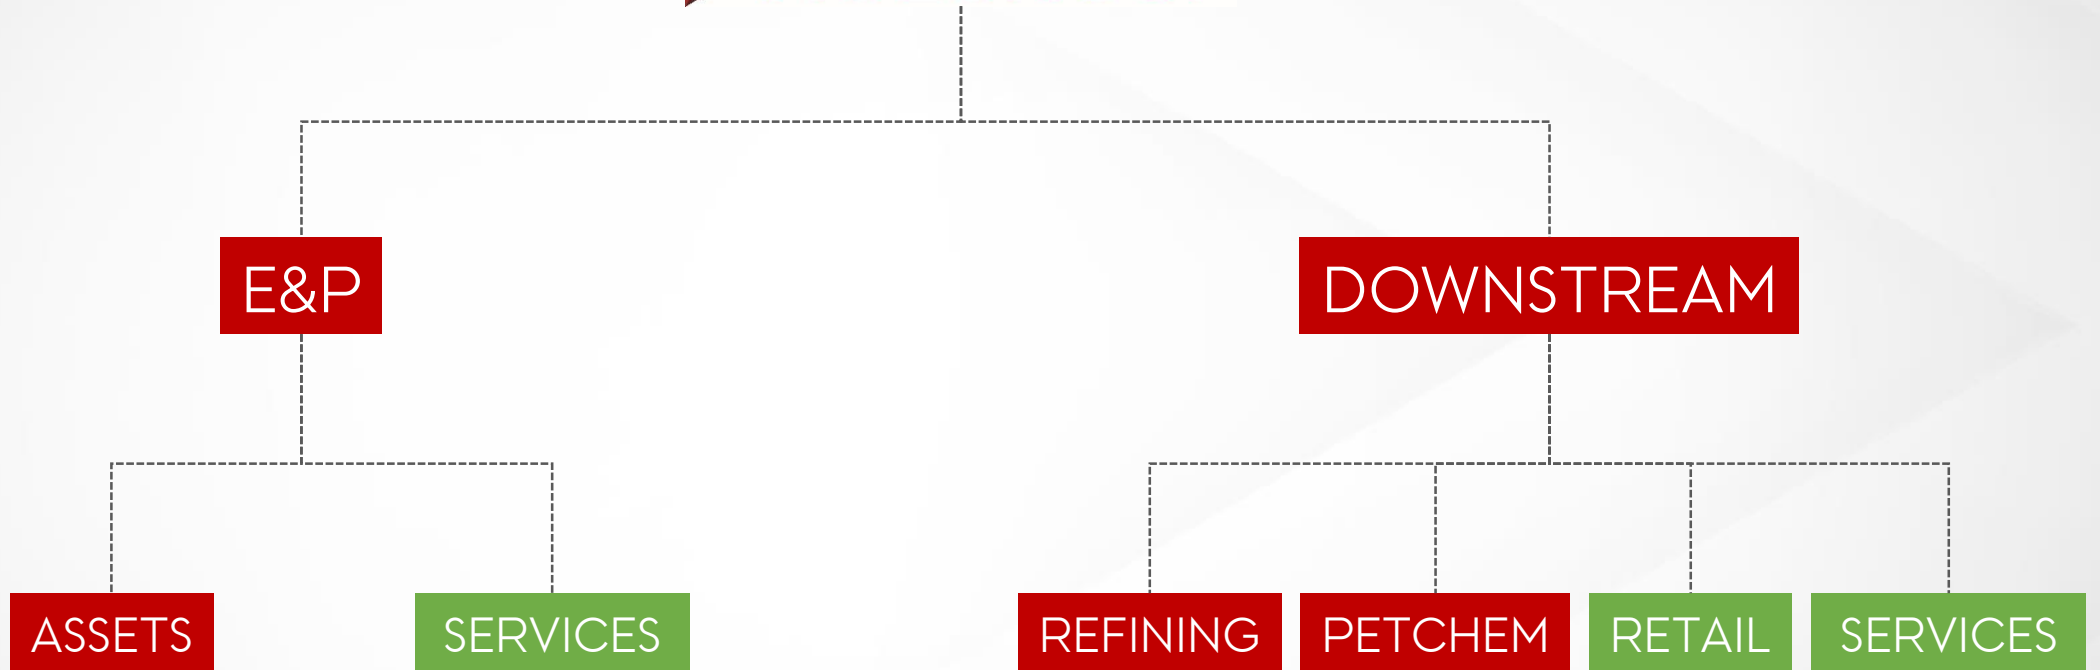 E&P
DOWNSTREAM
ASSETS
SERVICES
REFINING
PETCHEM
RETAIL
SERVICES